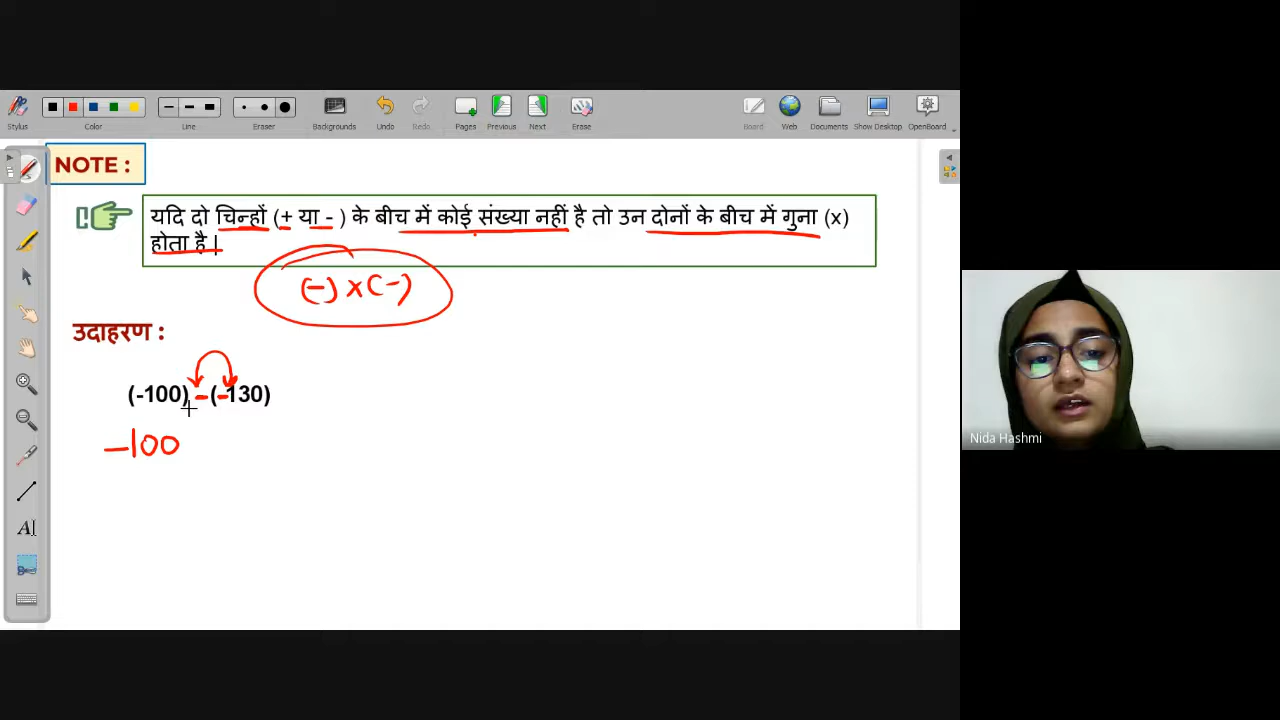 Stylus Color Line Eraser Backgrounds Undo Redo Pages Previous Next Erase Board Web Documents Show Desktop OpenBoard
NOTE :
यदि दो चिन्हों (+ या - ) के बीच में कोई संख्या नहीं है तो उन दोनों के बीच में गुना (x)
होता है |
(-) x (-)
उदाहरण :
(-100) - (-130)
-100
Nida Hashmi